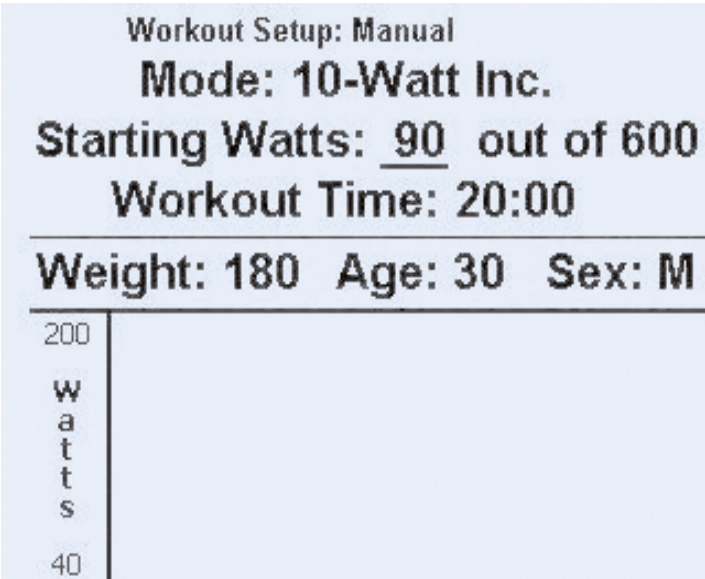 Workout Setup: Manual
Mode: 10-Watt Inc.
Starting Watts: 90 out of 600
Workout Time: 20:00
Weight: 180 Age: 30 Sex: M
200
Watts
40